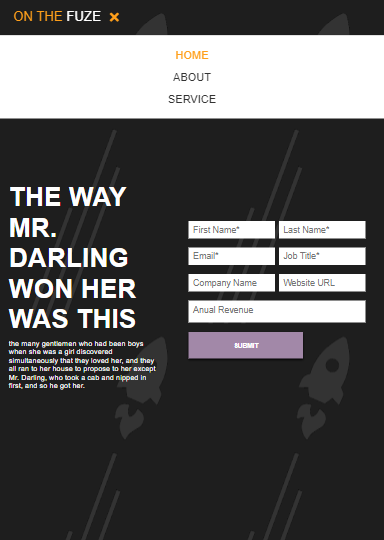 ON THE FUZE
HOME
ABOUT
SERVICE
THE WAY
MR.
DARLING
WON HER
WAS THIS
the many gentlemen who had been boys
when she was a girl discovered
simultaneously that they loved her, and they
all ran to her house to propose to her except
Mr. Darling, who took a cab and nipped in
first, and so he got her.
First Name* Last Name*
Email* Job Title*
Company Name Website URL
Anual Revenue
SUBMIT